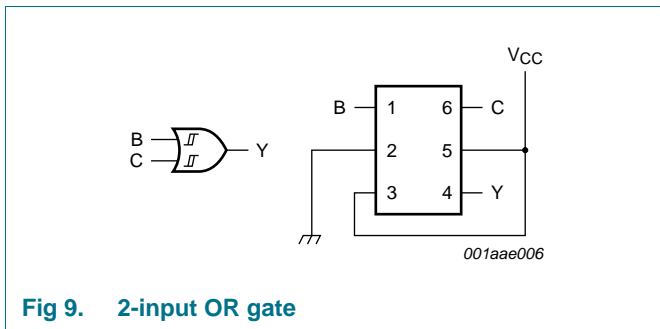 VCC
B 1 6 C
B
C
Y
2 5
3 4 Y
001aae006
Fig 9. 2-input OR gate